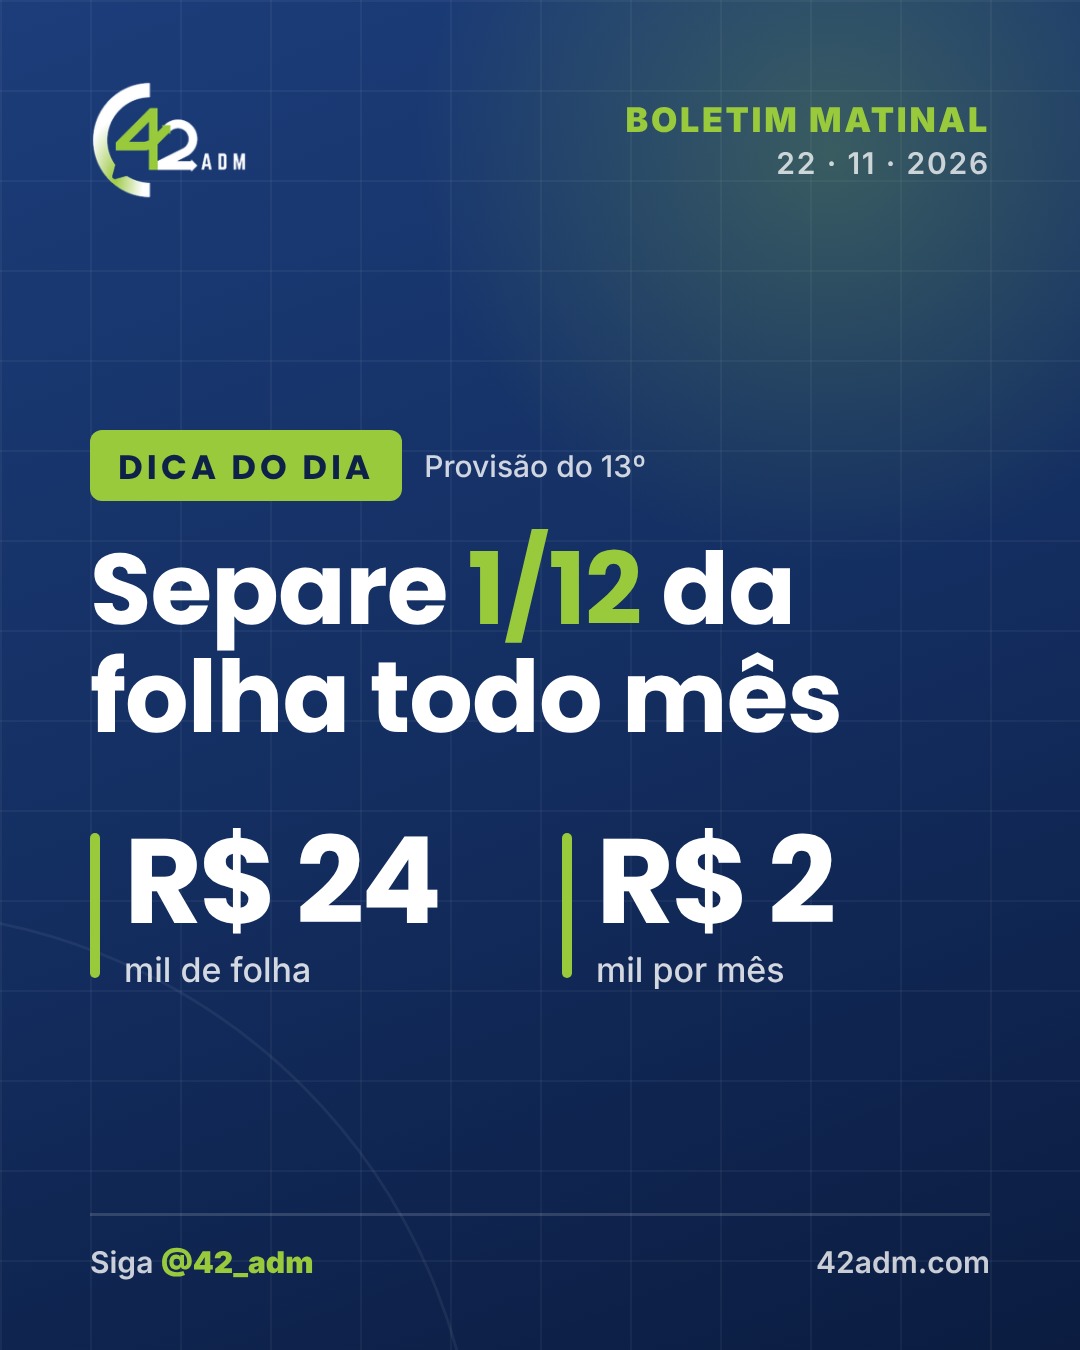 42 ADM
BOLETIM MATINAL
22 · 11 · 2026
DICA DO DIA
Provisão do 13º
Separe 1/12 da
folha todo mês
R$ 24
mil de folha
R$ 2
mil por mês
Siga @42_adm
42adm.com